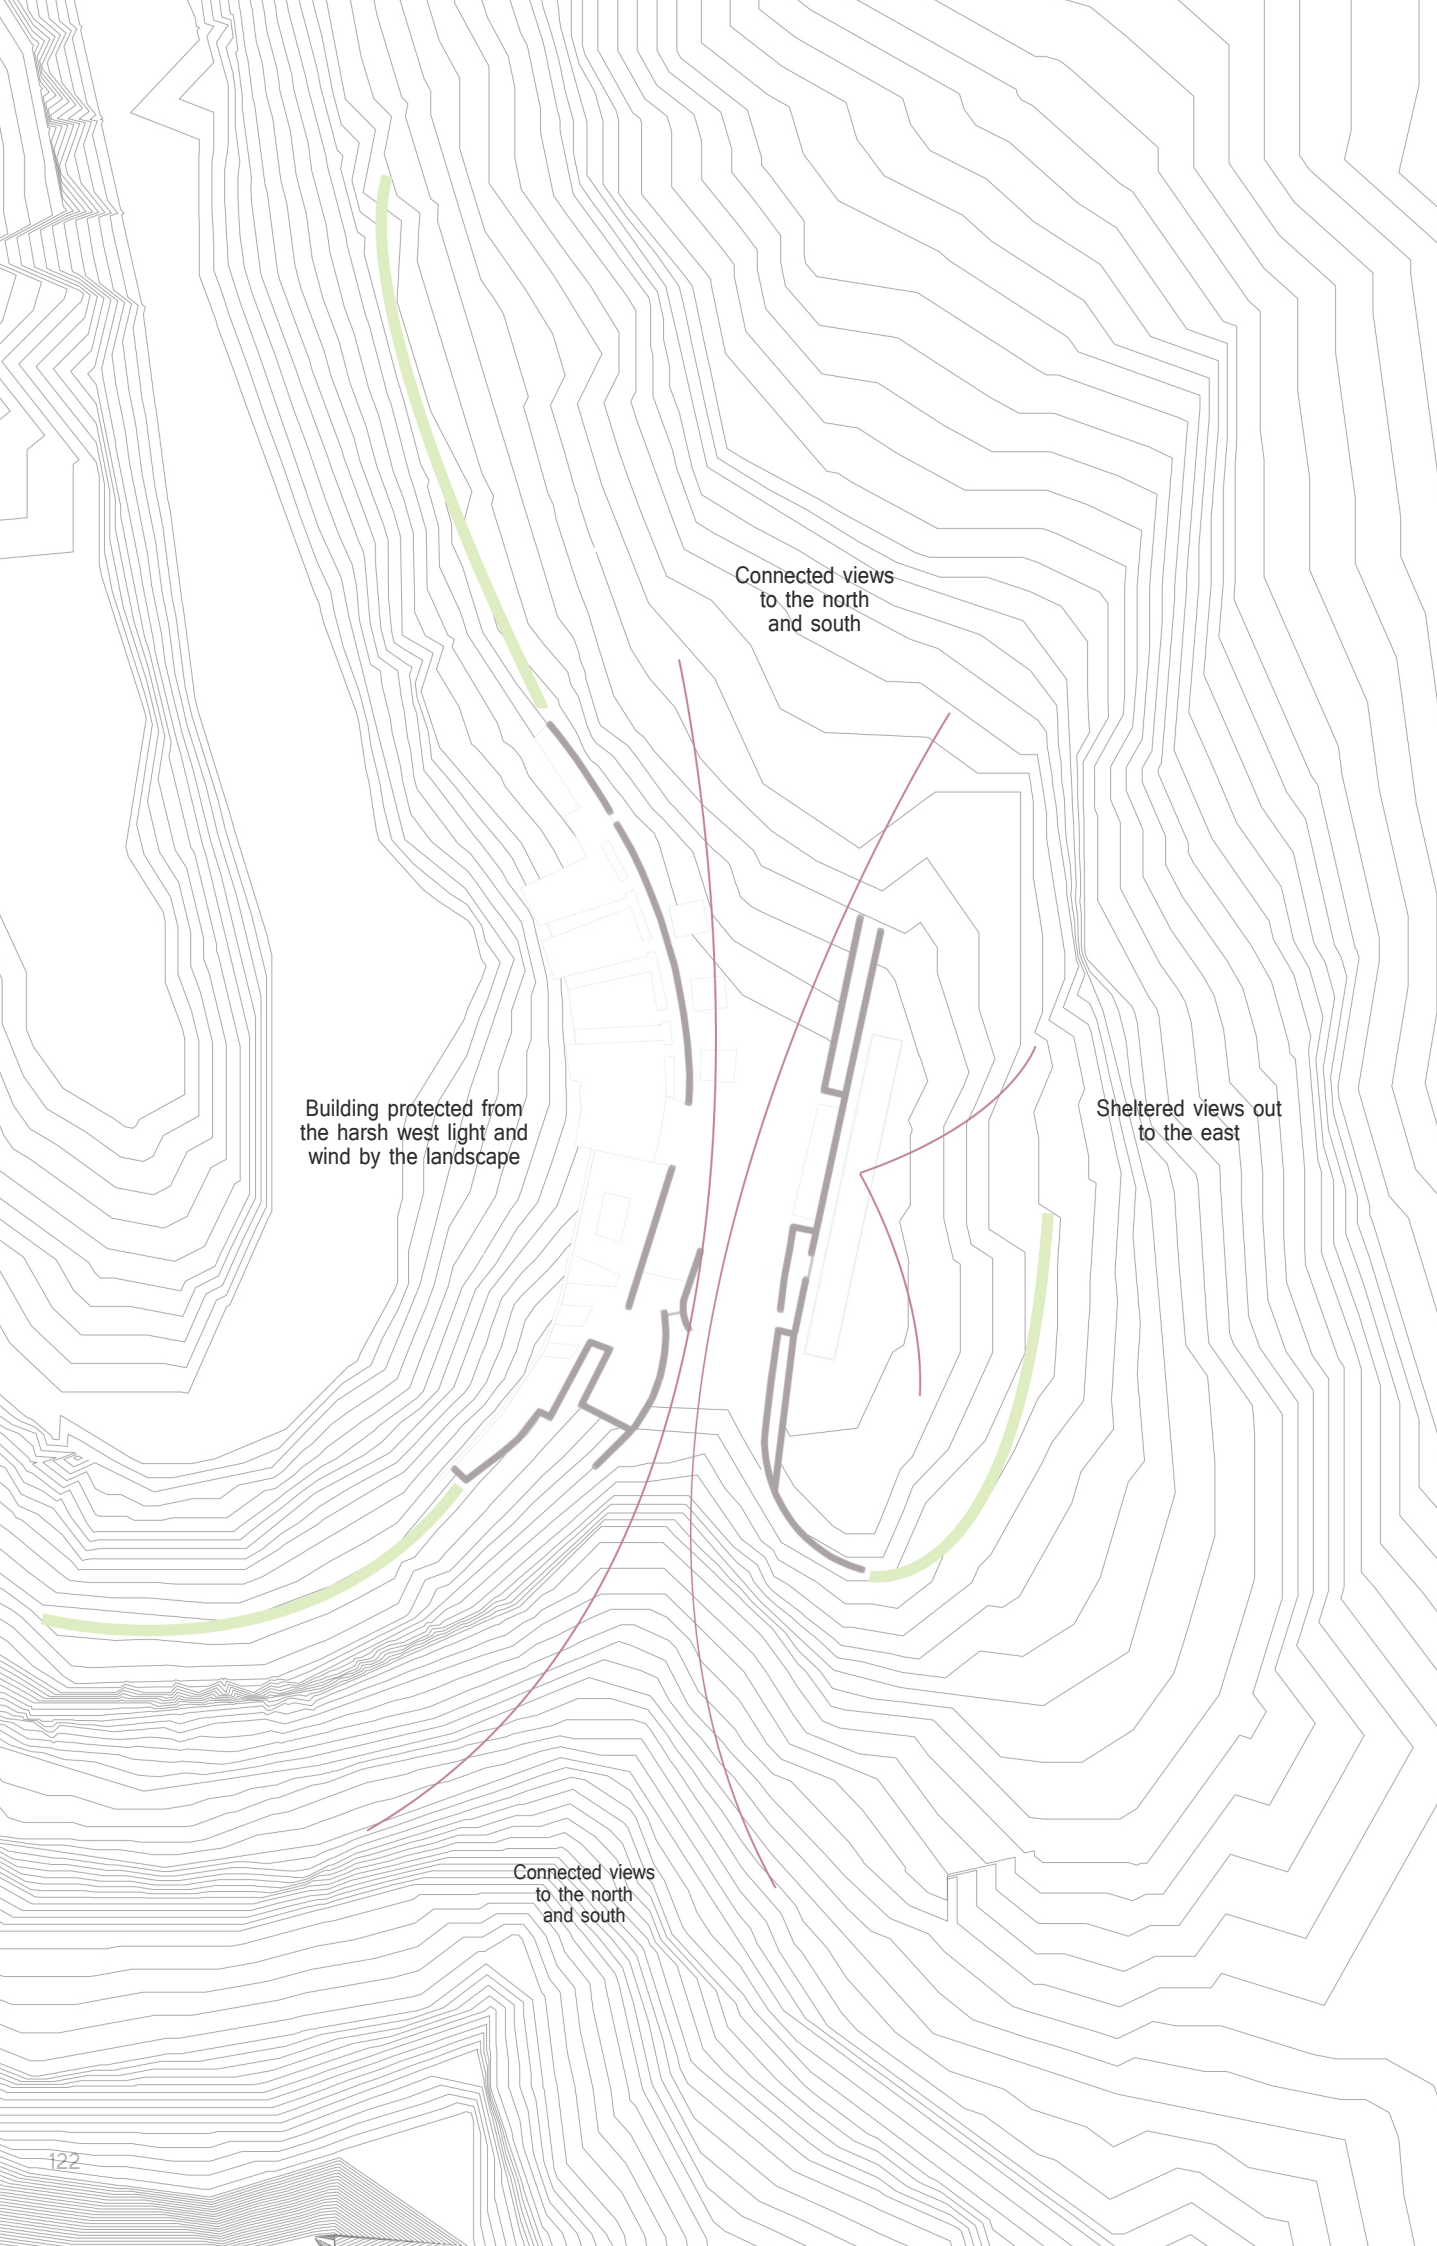 Connected views
to the north
and south
Building protected from
the harsh west light and
wind by the landscape
Sheltered views out
to the east
Connected views
to the north
and south
122